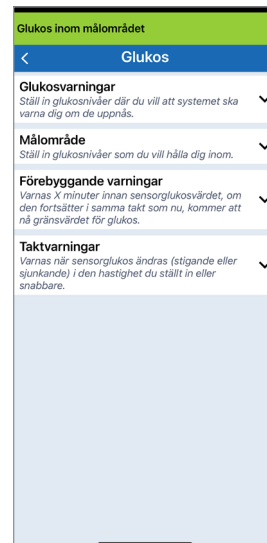 Glukos inom målområdet
Glukos
Glukosvarningar
Ställ in glukosnivåer där du vill att systemet ska
varna dig om de uppnås.
Målområde
Ställ in glukosnivåer som du vill hålla dig inom.
Förebyggande varningar
Varnas X minuter innan sensorglukosvärdet, om
den fortsätter i samma takt som nu, kommer att
nå gränsvärdet för glukos.
Taktvarningar
Varnas när sensorglukos ändras (stigande eller
sjunkande) i den hastighet du ställt in eller
snabbare.